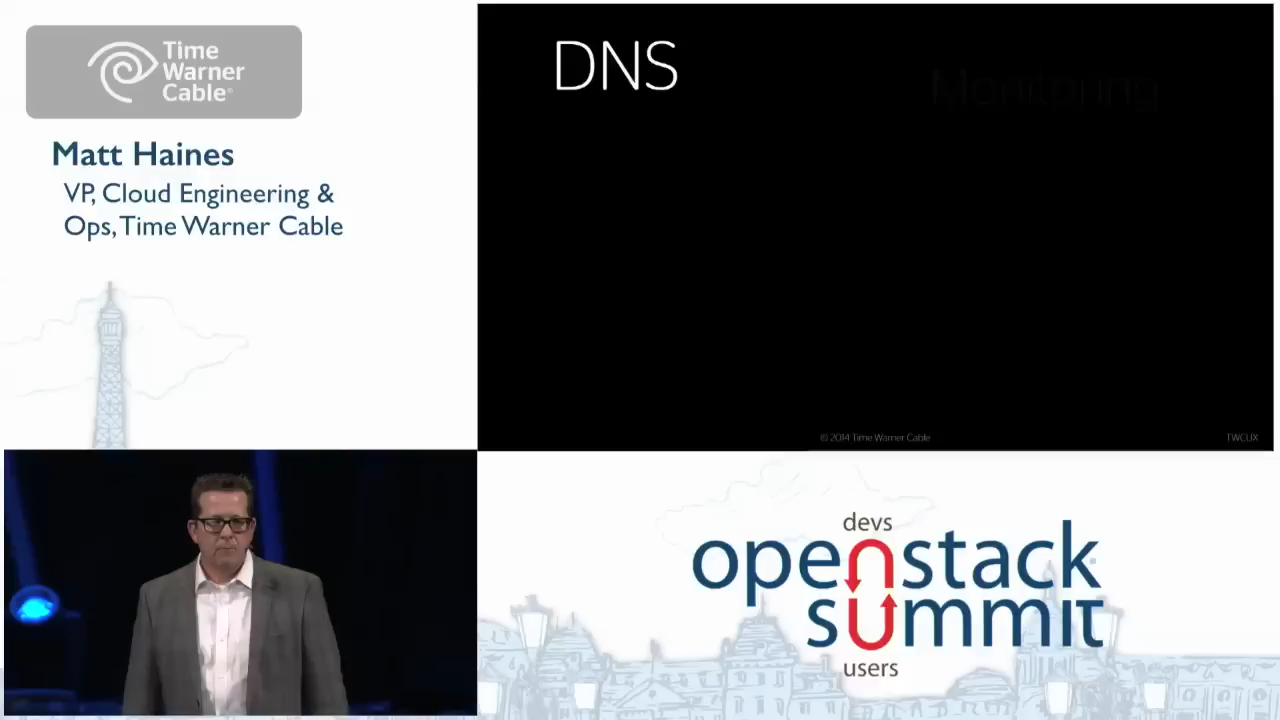 Time
Warner
Cable
Matt Haines
VP, Cloud Engineering &
Ops, Time Warner Cable
DNS
Monitoring
© 2014 Time Warner Cable
TWCUX
devs
openstack
summit
users